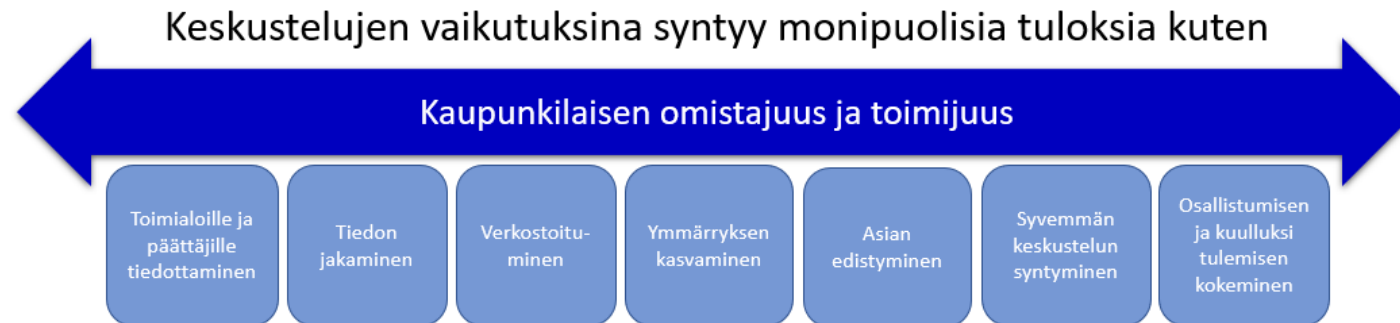 Keskustelujen vaikutuksina syntyy monipuolisia tuloksia kuten
Kaupunkilaisen omistajuus ja toimijuus
Toimialoille ja
päättäjille
tiedottaminen
Tiedon
jakaminen
Verkostoitu-
minen
Ymmärryksen
kasvaminen
Asian
edistyminen
Syvemmän
keskustelun
syntyminen
Osallistumisen
ja kuulluksi
tulemisen
kokeminen